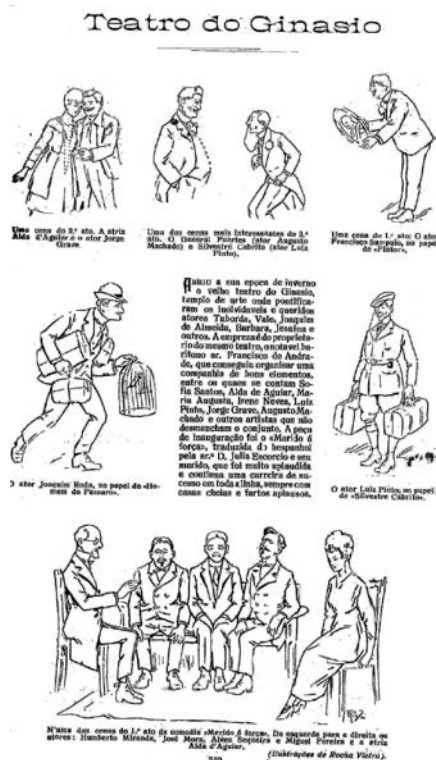 Teatro do Ginasio
Uma cena do 3.º ato. A atriz
Alda d'Aguiar e o ator Jorge
Grave.
Uma das cenas mais interessantes do 2.º
ato. O General Fuertes (ator Augusto
Machado) e Silvestre Cabrito (ator Luiz
Pinto).
Uma cena do 1.º ato: O ator
Francisco Sampaio, no papel
de «Pintor».
ABRIU a sua epoca de inverno
o velho teatro do Ginasio,
templo de arte onde pontifica-
ram os inolvidaveis e queridos
atores Taborda, Vale, Joaquim
de Almeida, Barbara, Jesuina e
outros. A empreza é do proprieta-
rio do mesmo teatro, o notavel ba-
ritono sr. Francisco de Andra-
de, que conseguiu organisar uma
companhia de bons elementos,
entre os quaes se contam So-
fia Santos, Alda de Aguiar, Ma-
ria Augusta, Irene Neves, Luiz
Pinto, Jorge Grave, Augusto Ma-
chado e outros artistas que não
desmancham o conjunto. A peça
de inauguração foi o «Marido á
força», traduzida do hespanhol
pela sr.ª D. Julia Escorcio e seu
marido, que foi muito aplaudida
e continua uma carreira de su-
cesso em toda a linha, sempre com
casas cheias e fartos aplausos.
O ator Joaquim Roda, no papel do «Ho-
mem do Passaro».
O ator Luiz Pinto, no papel
de «Silvestre Cabrito».
N'uma das cenas do 1.º ato da comedia «Marido á força». Da esquerda para a direita os
atores: Humberto Miranda, José Mora, Alves Sequeira e Miguel Pereira e a atriz
Alda d'Aguiar.
(Ilustrações de Rocha Vieira).